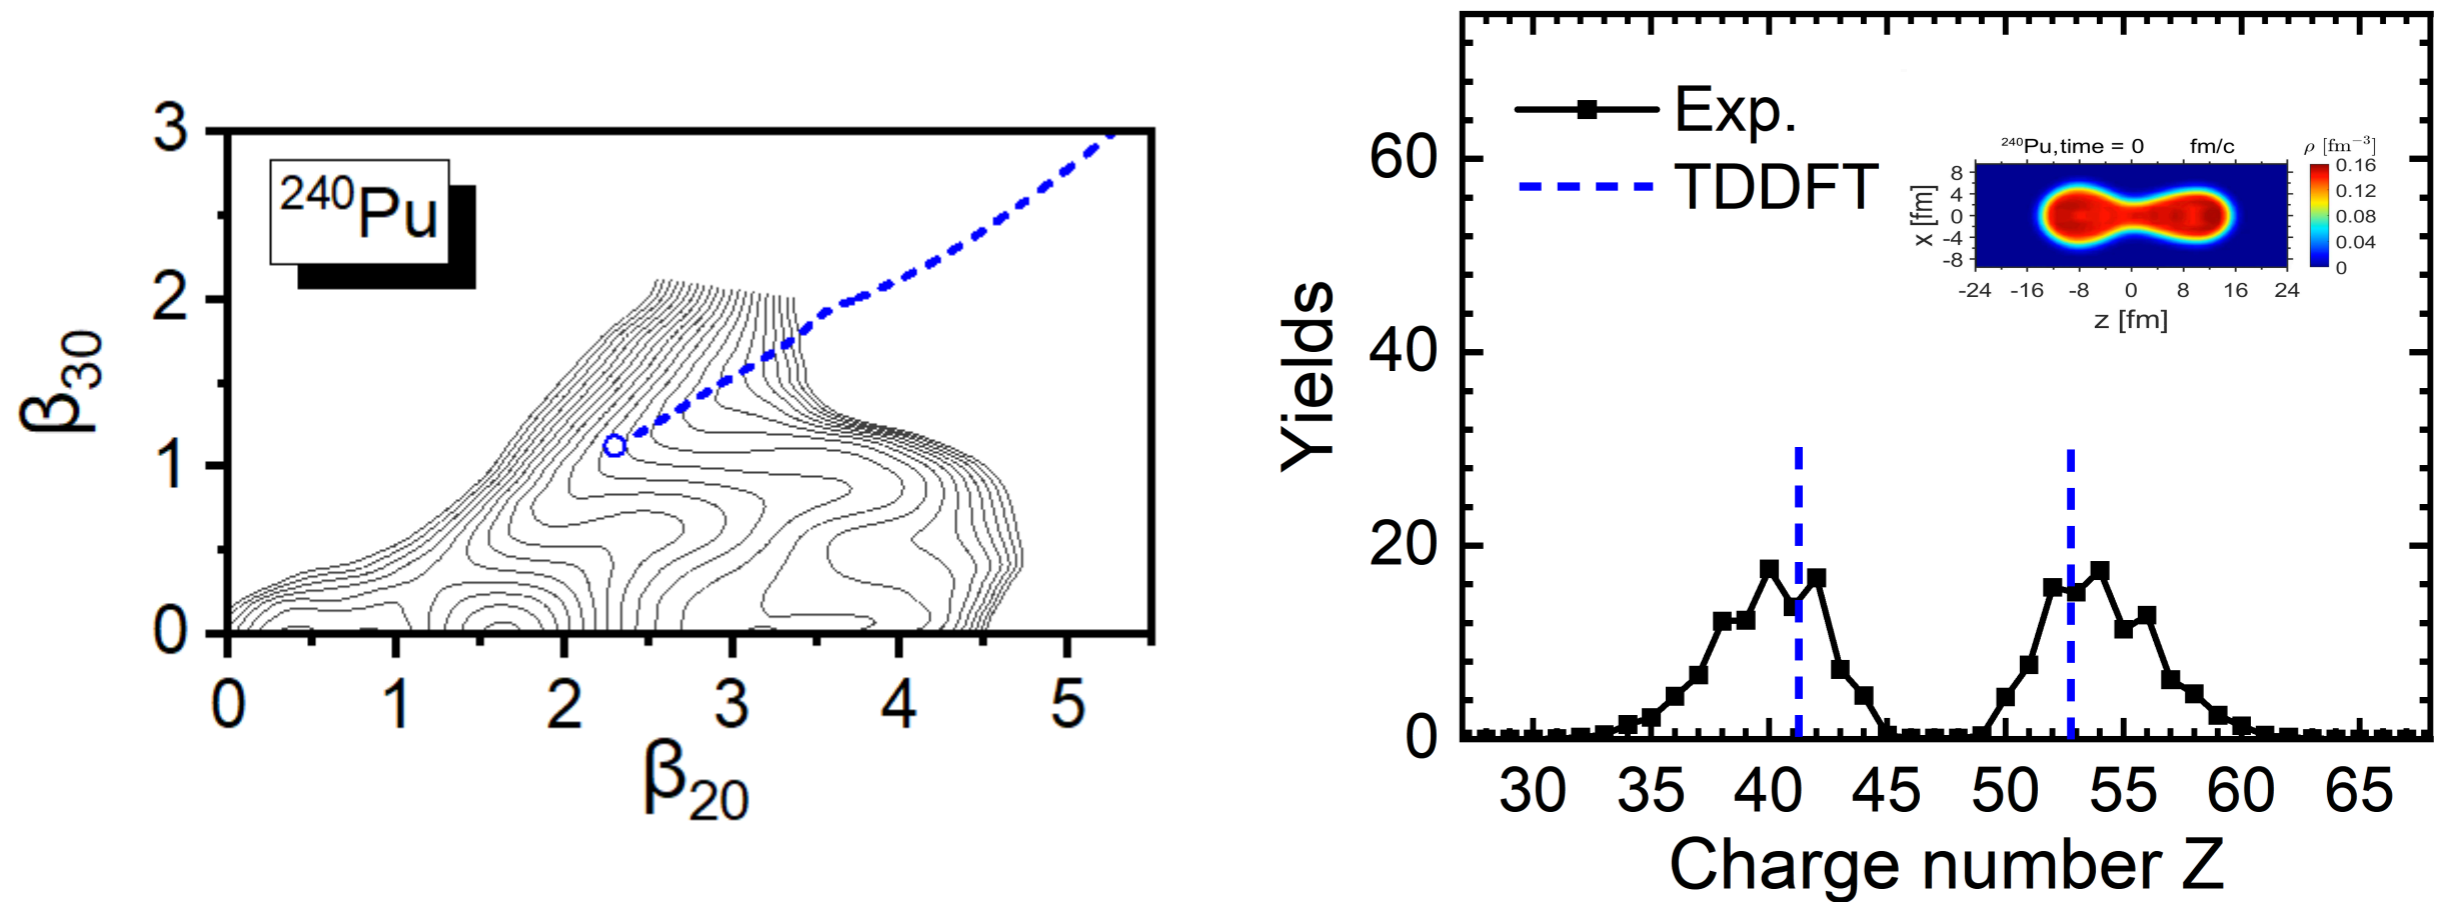 3
2
1
0
β30
²⁴⁰Pu
0 1 2 3 4 5
β20
60
40
20
0
Yields
Exp.
TDDFT
²⁴⁰Pu,time = 0 fm/c
ρ [fm⁻³]
8
4
0
-4
-8
x [fm]
0.16
0.12
0.08
0.04
0
-24 -16 -8 0 8 16 24
z [fm]
30 35 40 45 50 55 60 65
Charge number Z